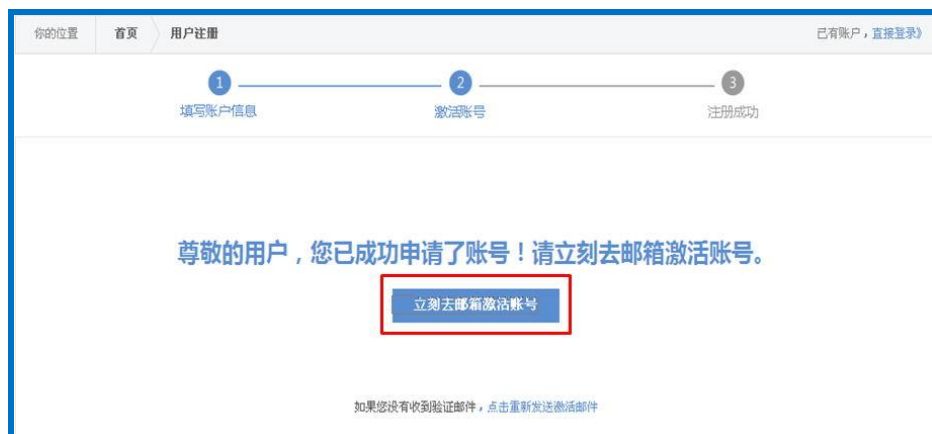 你的位置 首页 用户注册 已有账户，直接登录》
1 2 3
填写账户信息 激活账号 注册成功
尊敬的用户，您已成功申请了账号！请立刻去邮箱激活账号。
立刻去邮箱激活账号
如果您没有收到验证邮件，点击重新发送激活邮件